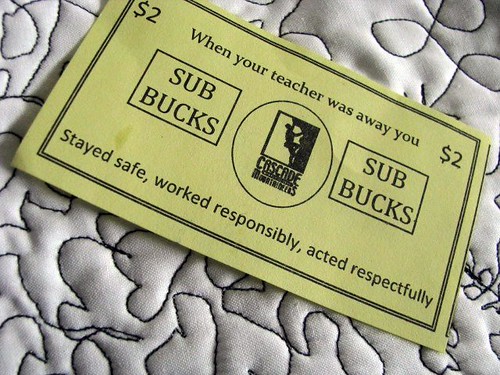 $2
When your teacher was away you
$2
SUB
BUCKS
SUB
BUCKS
CASCADE
Stayed safe, worked responsibly, acted respectfully